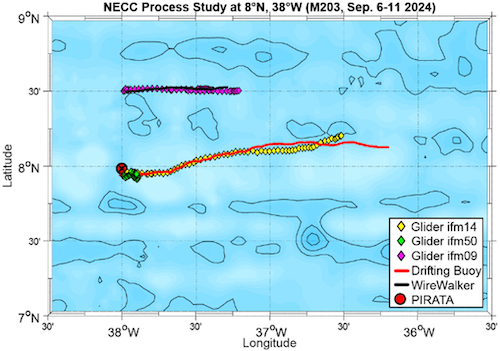 NECC Process Study at 8°N, 38°W (M203, Sep. 6-11 2024)
9°N
30'
8°N
30'
7°N
Latitude
Glider ifm14
Glider ifm50
Glider ifm09
Drifting Buoy
WireWalker
PIRATA
30'
38°W
30'
37°W
30'
36°W
30'
Longitude